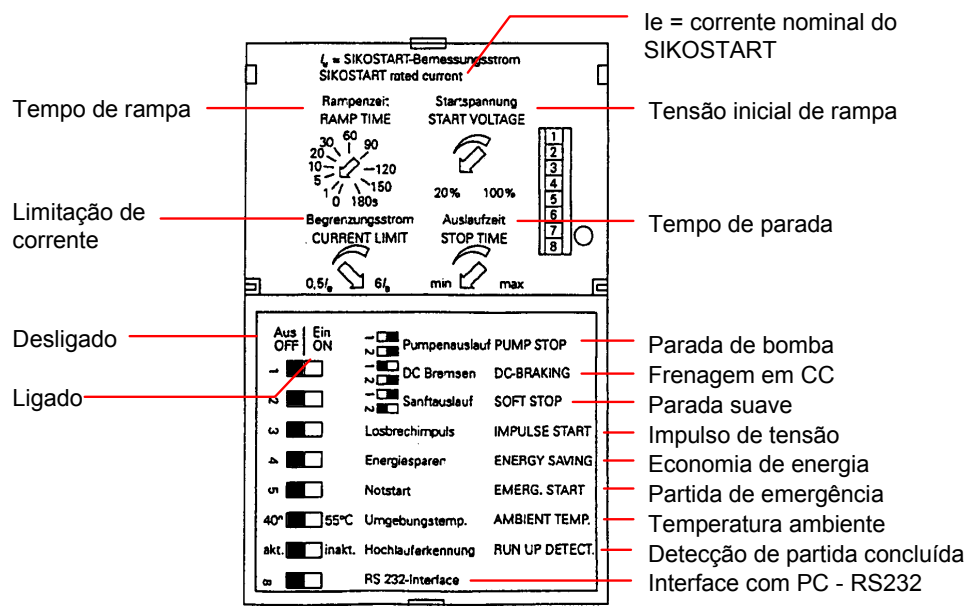 Ie = corrente nominal do
SIKOSTART
Ie = SIKOSTART-Bemessungsstrom
SIKOSTART rated current
Tempo de rampa
Rampenzeit
RAMP TIME
Startspannung
START VOLTAGE
Tensão inicial de rampa
0 1 5 10 20 30 60 90 120 150 180s
20% 100%
1
2
3
4
5
6
7
8
Limitação de
corrente
Begrenzungsstrom
CURRENT LIMIT
Auslaufzeit
STOP TIME
Tempo de parada
0,5Ie 6Ie
min max
Desligado
Ligado
Aus Ein
OFF ON
1 2 Pumpenauslauf PUMP STOP
Parada de bomba
1 2 DC Bremsen DC-BRAKING
Frenagem em CC
1 2 Sanftauslauf SOFT STOP
Parada suave
1
2
3 Losbrechimpuls IMPULSE START
Impulso de tensão
4 Energiesparen ENERGY SAVING
Economia de energia
5 Notstart EMERG. START
Partida de emergência
40° 55°C Umgebungstemp. AMBIENT TEMP.
Temperatura ambiente
akt. inakt. Hochlauferkennung RUN UP DETECT.
Detecção de partida concluída
8 RS 232-Interface
Interface com PC - RS232